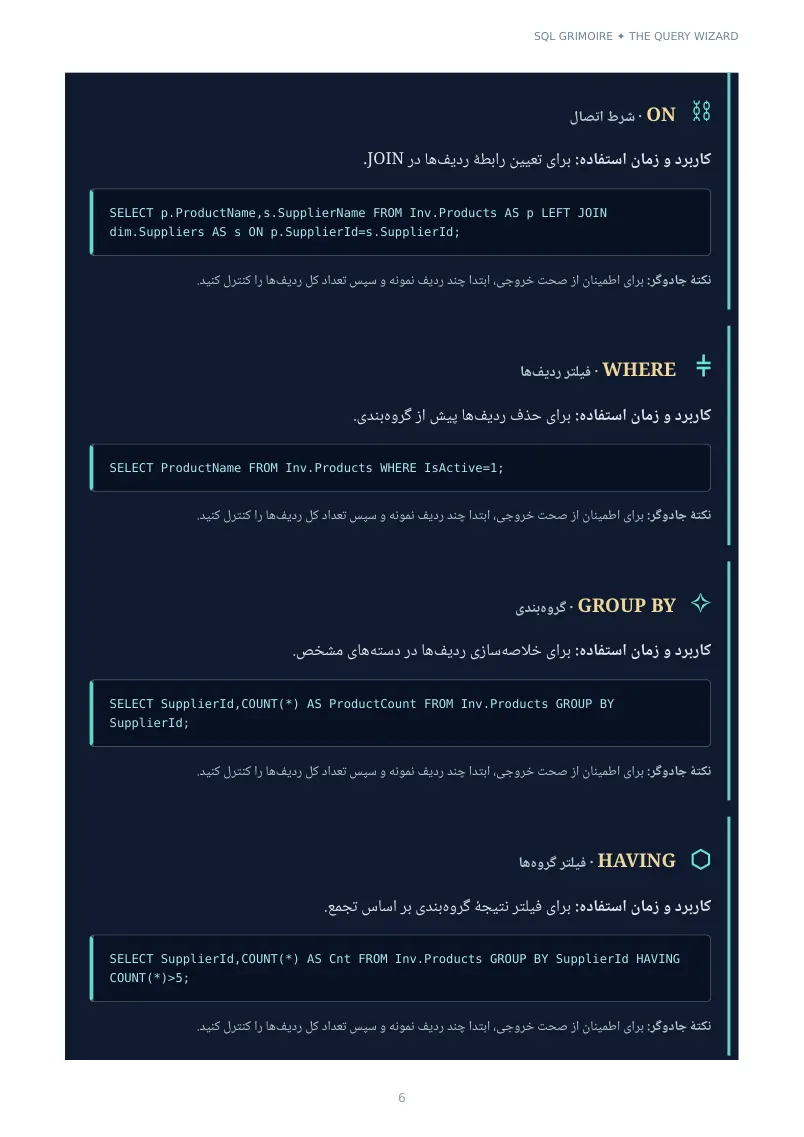 SQL GRIMOIRE ✦ THE QUERY WIZARD
ON · شرط اتصال
کاربرد و زمان استفاده: برای تعیین رابطهٔ ردیف‌ها در JOIN.
SELECT p.ProductName,s.SupplierName FROM Inv.Products AS p LEFT JOIN
dim.Suppliers AS s ON p.SupplierId=s.SupplierId;
نکتهٔ جادوگر: برای اطمینان از صحت خروجی، ابتدا چند ردیف نمونه و سپس تعداد کل ردیف‌ها را کنترل کنید.
WHERE · فیلتر ردیف‌ها
کاربرد و زمان استفاده: برای حذف ردیف‌ها پیش از گروه‌بندی.
SELECT ProductName FROM Inv.Products WHERE IsActive=1;
نکتهٔ جادوگر: برای اطمینان از صحت خروجی، ابتدا چند ردیف نمونه و سپس تعداد کل ردیف‌ها را کنترل کنید.
GROUP BY · گروه‌بندی
کاربرد و زمان استفاده: برای خلاصه‌سازی ردیف‌ها در دسته‌های مشخص.
SELECT SupplierId,COUNT(*) AS ProductCount FROM Inv.Products GROUP BY
SupplierId;
نکتهٔ جادوگر: برای اطمینان از صحت خروجی، ابتدا چند ردیف نمونه و سپس تعداد کل ردیف‌ها را کنترل کنید.
HAVING · فیلتر گروه‌ها
کاربرد و زمان استفاده: برای فیلتر نتیجهٔ گروه‌بندی بر اساس تجمع.
SELECT SupplierId,COUNT(*) AS Cnt FROM Inv.Products GROUP BY SupplierId HAVING
COUNT(*)>5;
نکتهٔ جادوگر: برای اطمینان از صحت خروجی، ابتدا چند ردیف نمونه و سپس تعداد کل ردیف‌ها را کنترل کنید.
6